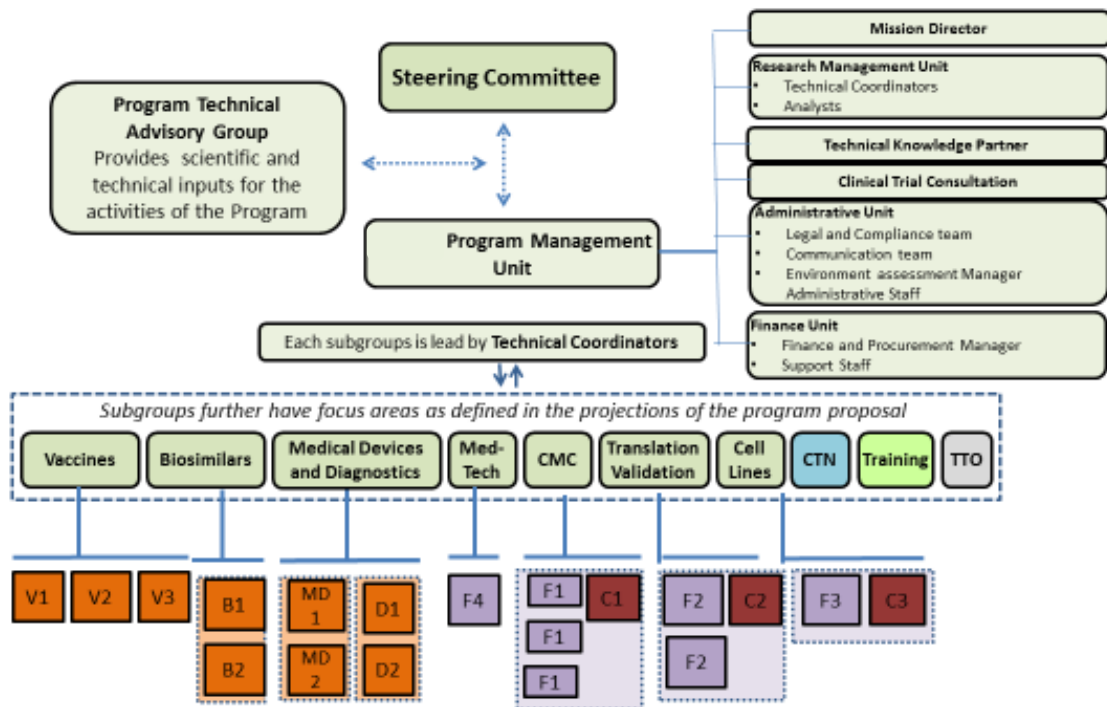 Steering Committee
Program Technical
Advisory Group
Provides scientific and
technical inputs for the
activities of the Program
Program Management
Unit
Mission Director
Research Management Unit
• Technical Coordinators
• Analysts
Technical Knowledge Partner
Clinical Trial Consultation
Administrative Unit
• Legal and Compliance team
• Communication team
• Environment assessment Manager
Administrative Staff
Finance Unit
• Finance and Procurement Manager
• Support Staff
Each subgroups is lead by Technical Coordinators
Subgroups further have focus areas as defined in the projections of the program proposal
Vaccines
Biosimilars
Medical Devices
and Diagnostics
Med-
Tech
CMC
Translation
Validation
Cell
Lines
CTN
Training
TTO
V1
V2
V3
B1
B2
MD
1
MD
2
D1
D2
F4
F1
F1
F1
C1
F2
F2
C2
F3
C3